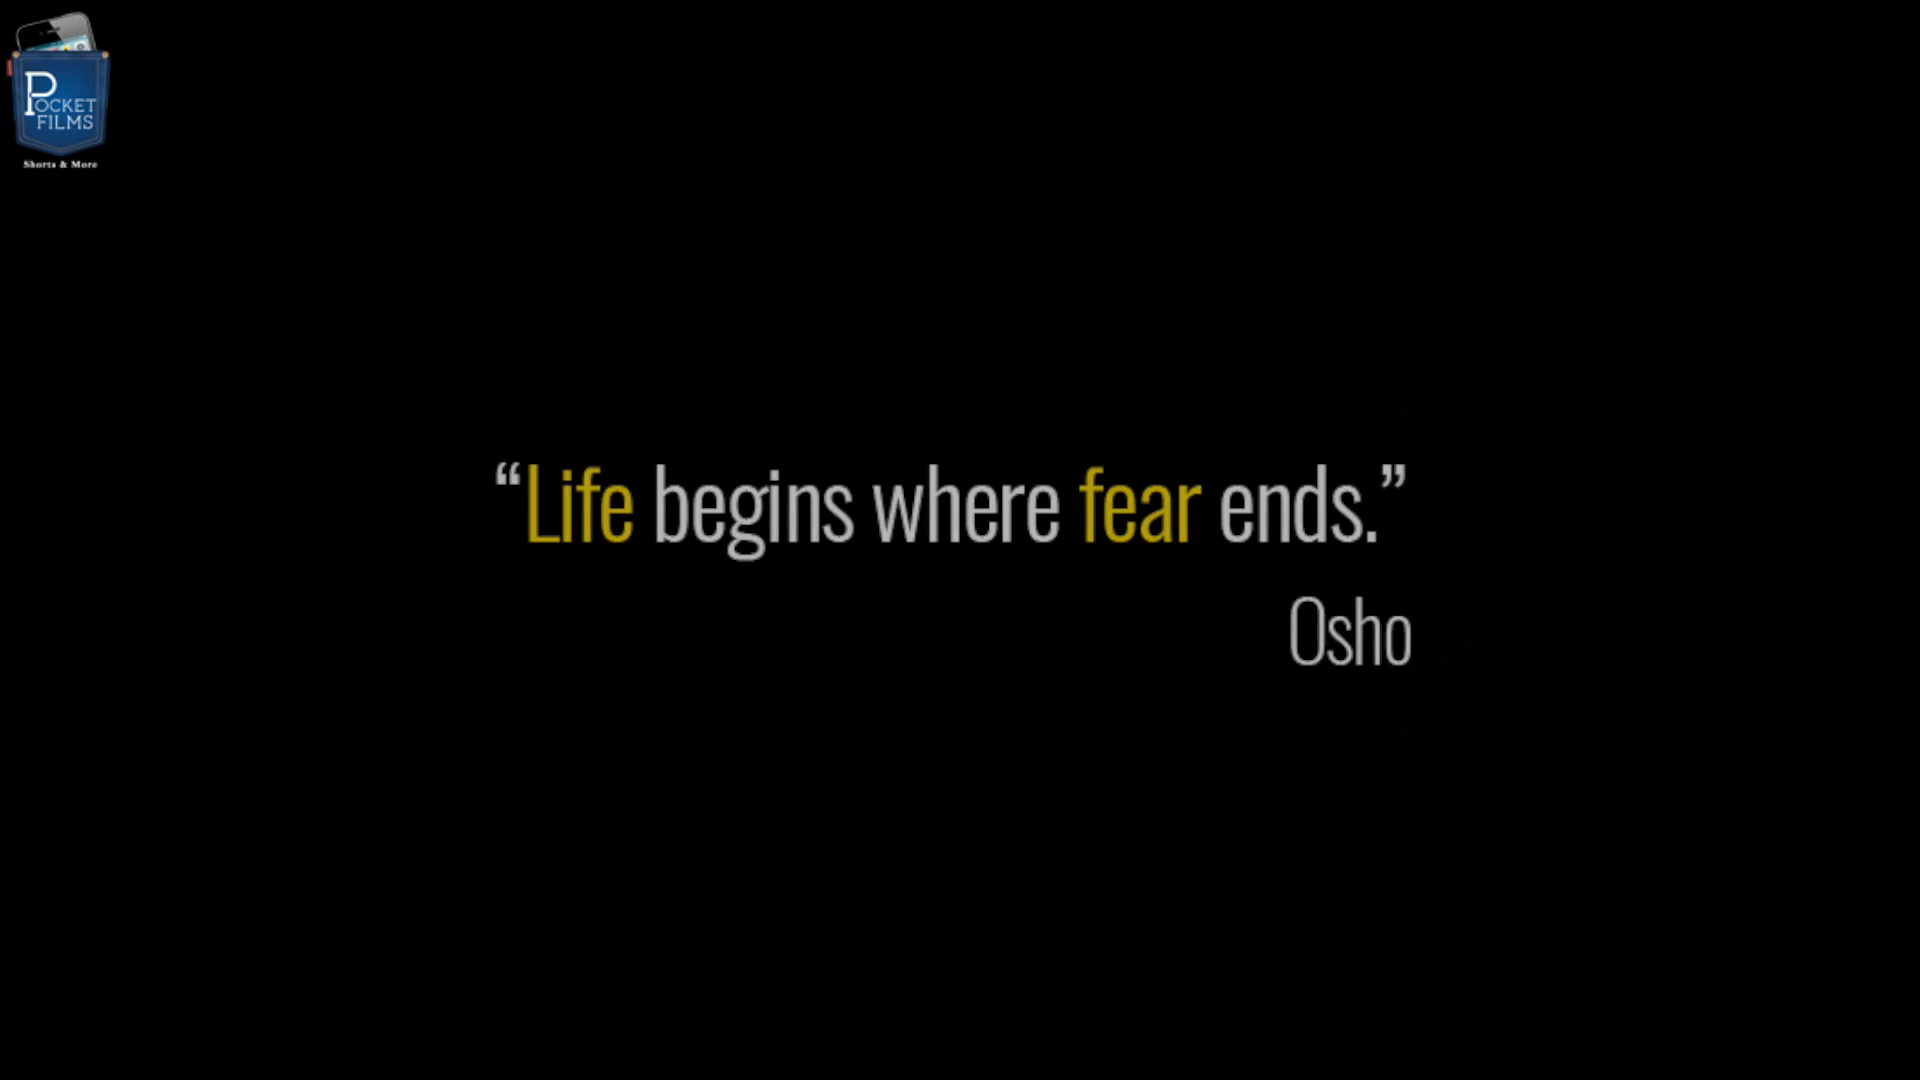 POCKET
FILMS
Shorts & More
“Life begins where fear ends.”
Osho